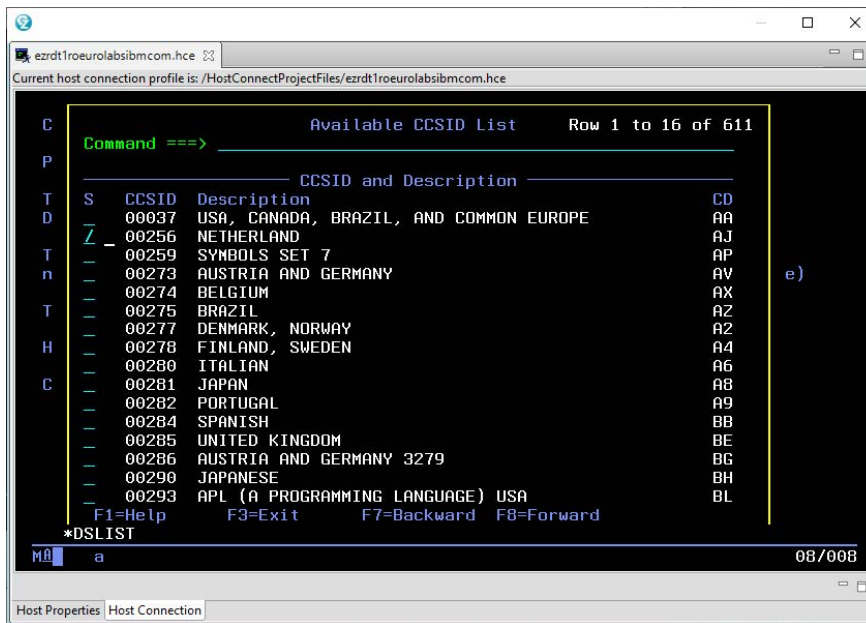 ezrdt1roeurolabsibmcom.hce
Current host connection profile is: /HostConnectProjectFiles/ezrdt1roeurolabsibmcom.hce
C Available CCSID List Row 1 to 16 of 611
Command ===>
P
CCSID and Description
T S CCSID Description CD
D _ 00037 USA, CANADA, BRAZIL, AND COMMON EUROPE AA
/ _ 00256 NETHERLAND AJ
T _ 00259 SYMBOLS SET 7 AP
n _ 00273 AUSTRIA AND GERMANY AV e)
_ 00274 BELGIUM AX
T _ 00275 BRAZIL AZ
_ 00277 DENMARK, NORWAY A2
H _ 00278 FINLAND, SWEDEN A4
_ 00280 ITALIAN A6
C _ 00281 JAPAN A8
_ 00282 PORTUGAL A9
_ 00284 SPANISH BB
_ 00285 UNITED KINGDOM BE
_ 00286 AUSTRIA AND GERMANY 3279 BG
_ 00290 JAPANESE BH
_ 00293 APL (A PROGRAMMING LANGUAGE) USA BL
F1=Help F3=Exit F7=Backward F8=Forward
*DSLIST
MA a 08/008
Host Properties Host Connection